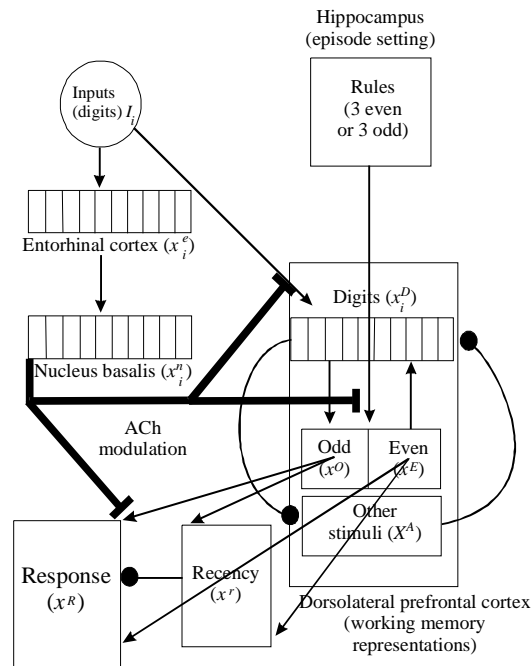 Hippocampus
(episode setting)
Inputs
(digits) I_i
Rules
(3 even
or 3 odd)
Entorhinal cortex (x_i^e)
Digits (x_i^D)
Nucleus basalis (x_i^n)
ACh
modulation
Odd
(x^O)
Even
(x^E)
Other
stimuli (X^A)
Response
(x^R)
Recency
(x^r)
Dorsolateral prefrontal cortex
(working memory
representations)